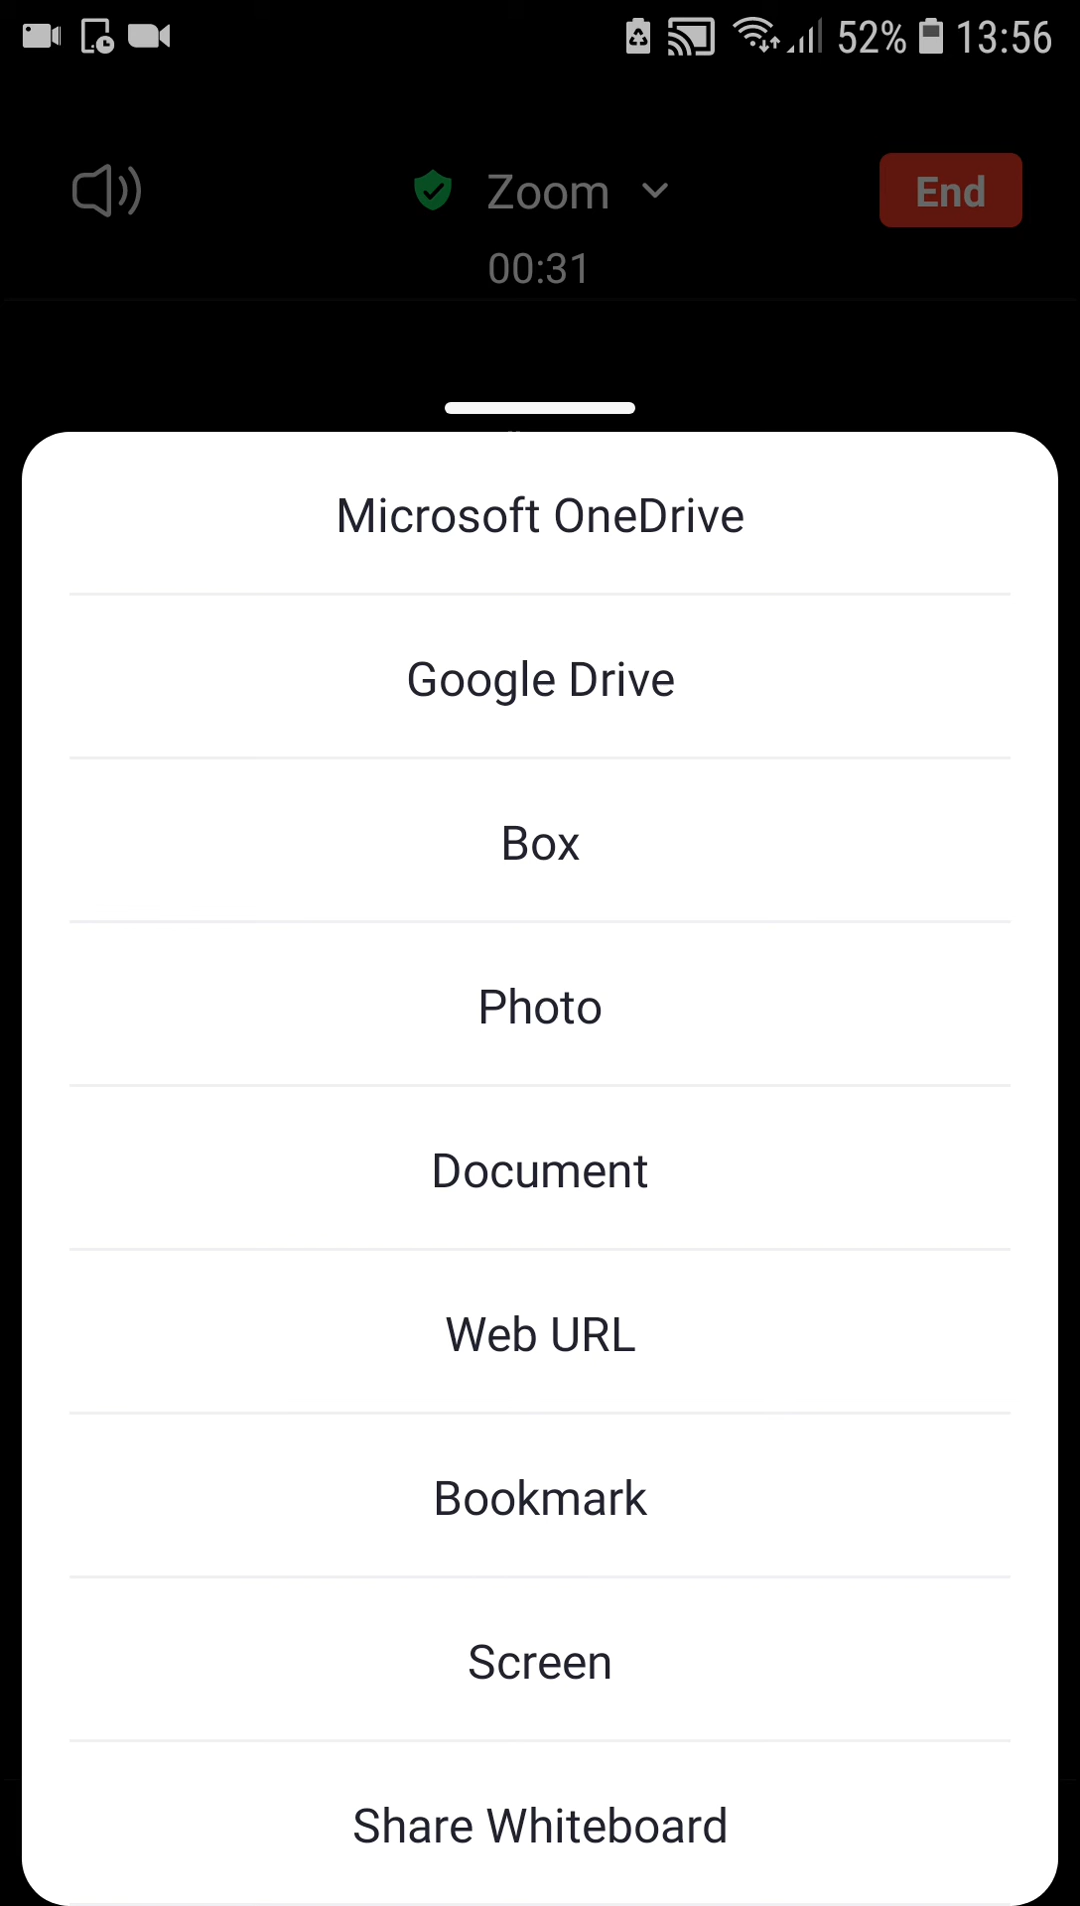 52% 13:56
Zoom
End
00:31
Microsoft OneDrive
Google Drive
Box
Photo
Document
Web URL
Bookmark
Screen
Share Whiteboard